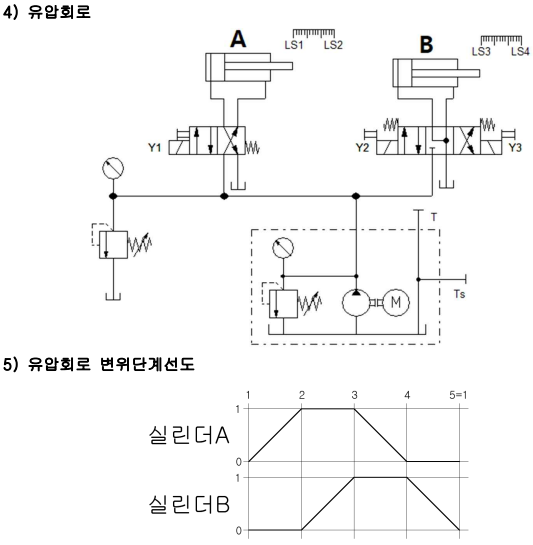 4) 유압회로
A
LS1 LS2
B
LS3 LS4
Y1
Y2
T
Y3
T
M
Ts
5) 유압회로 변위단계선도
1 2 3 4 5=1
실린더A
1
0
실린더B
1
0